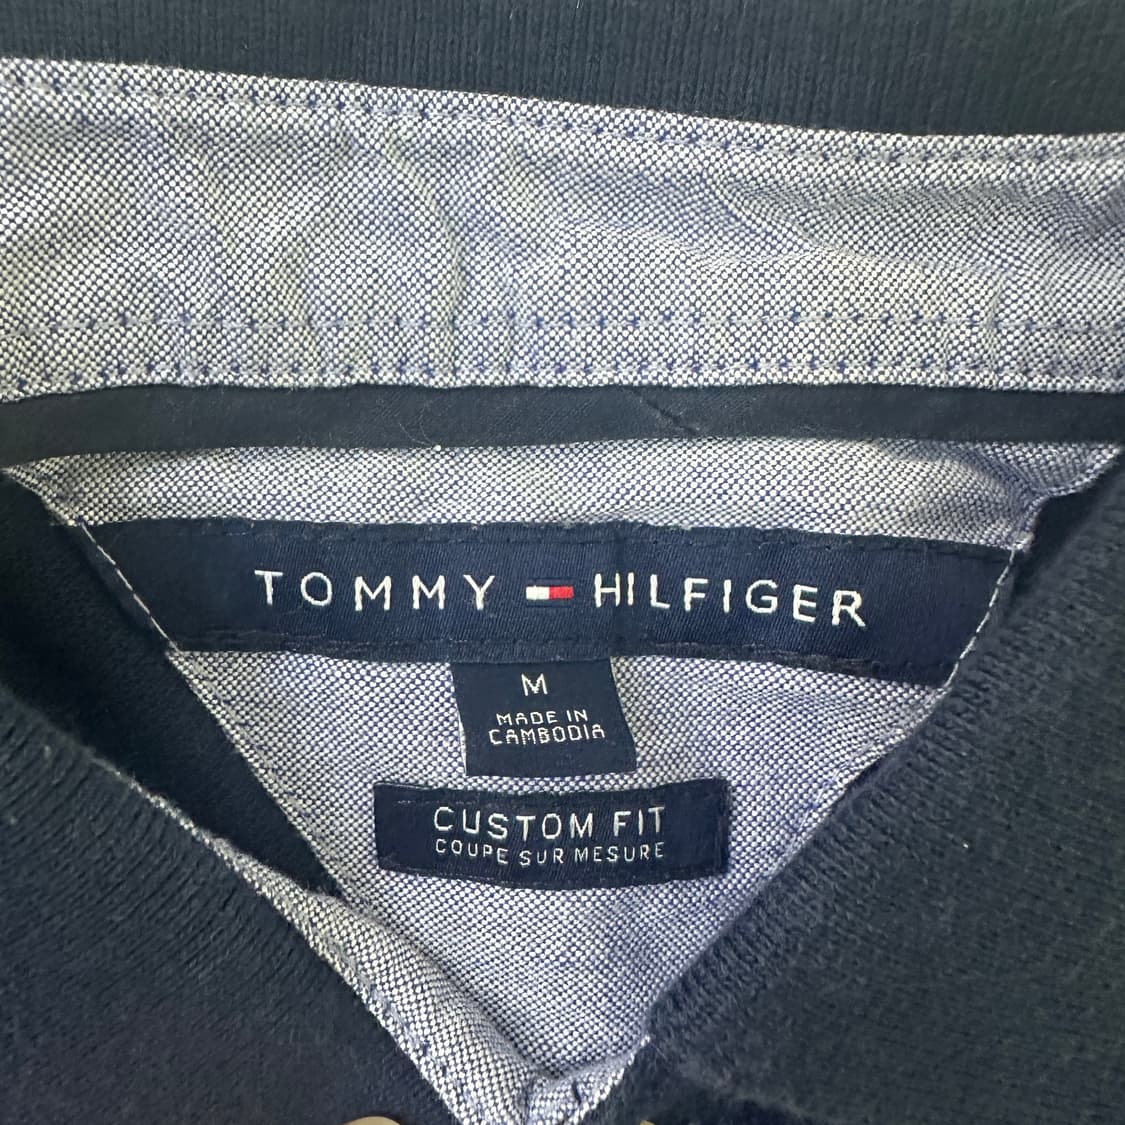 TOMMY HILFIGER
M
MADE IN
CAMBODIA
CUSTOM FIT
COUPE SUR MESURE